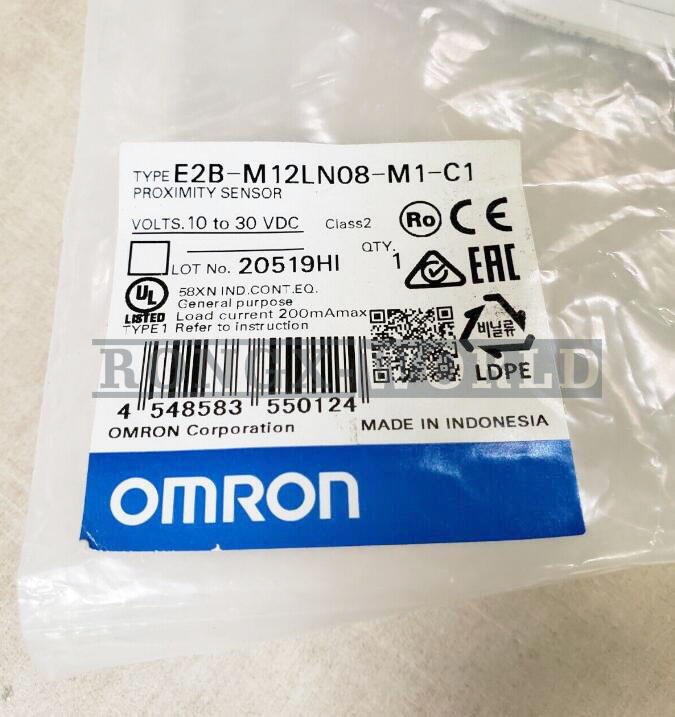 TYPE E2B-M12LN08-M1-C1
PROXIMITY SENSOR
VOLTS. 10 to 30 VDC Class2
Ro CE
QTY.
LOT No. 20519HI 1
EAC
UL
LISTED
58XN IND.CONT.EQ.
General purpose
Load current 200mAmax
TYPE1 Refer to instruction
비닐류
LDPE
RONGX-WORLD
4 548583 550124
OMRON Corporation MADE IN INDONESIA
OMRON